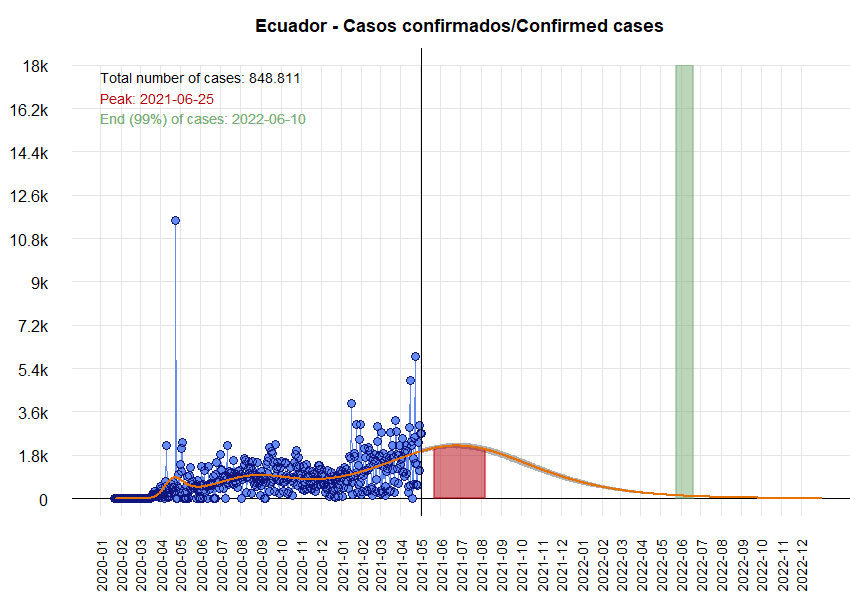 Ecuador - Casos confirmados/Confirmed cases
18k
Total number of cases: 848.811
Peak: 2021-06-25
End (99%) of cases: 2022-06-10
16.2k
14.4k
12.6k
10.8k
9k
7.2k
5.4k
3.6k
1.8k
0
2020-01
2020-02
2020-03
2020-04
2020-05
2020-06
2020-07
2020-08
2020-09
2020-10
2020-11
2020-12
2021-01
2021-02
2021-03
2021-04
2021-05
2021-06
2021-07
2021-08
2021-09
2021-10
2021-11
2021-12
2022-01
2022-02
2022-03
2022-04
2022-05
2022-06
2022-07
2022-08
2022-09
2022-10
2022-11
2022-12